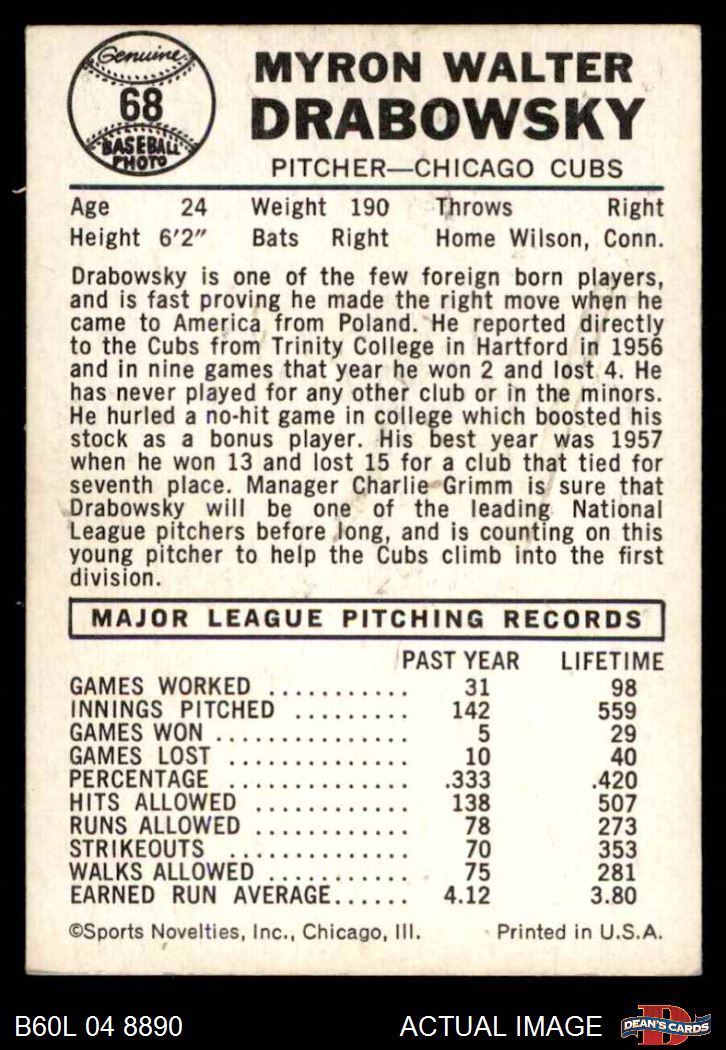 Genuine
68
BASEBALL
PHOTO
MYRON WALTER
DRABOWSKY
PITCHER—CHICAGO CUBS
Age 24 Weight 190 Throws Right
Height 6'2" Bats Right Home Wilson, Conn.
Drabowsky is one of the few foreign born players,
and is fast proving he made the right move when he
came to America from Poland. He reported directly
to the Cubs from Trinity College in Hartford in 1956
and in nine games that year he won 2 and lost 4. He
has never played for any other club or in the minors.
He hurled a no-hit game in college which boosted his
stock as a bonus player. His best year was 1957
when he won 13 and lost 15 for a club that tied for
seventh place. Manager Charlie Grimm is sure that
Drabowsky will be one of the leading National
League pitchers before long, and is counting on this
young pitcher to help the Cubs climb into the first
division.
MAJOR LEAGUE PITCHING RECORDS
PAST YEAR LIFETIME
GAMES WORKED ........... 31 98
INNINGS PITCHED ......... 142 559
GAMES WON ............... 5 29
GAMES LOST .............. 10 40
PERCENTAGE .............. .333 .420
HITS ALLOWED ............ 138 507
RUNS ALLOWED ............ 78 273
STRIKEOUTS .............. 70 353
WALKS ALLOWED ........... 75 281
EARNED RUN AVERAGE...... 4.12 3.80
©Sports Novelties, Inc., Chicago, Ill. Printed in U.S.A.
B60L 04 8890 ACTUAL IMAGE D DEAN'S CARDS